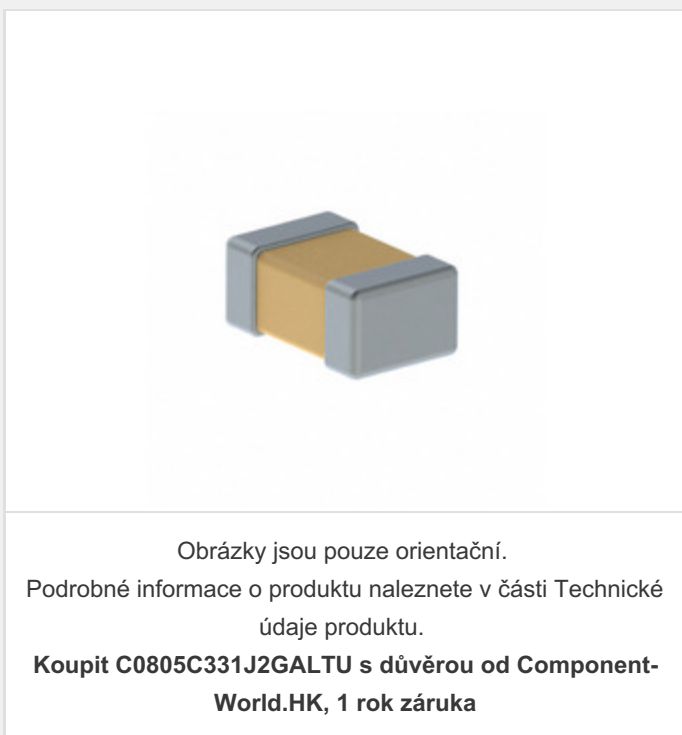 Obrázky jsou pouze orientační.
Podrobné informace o produktu naleznete v části Technické
údaje produktu.
Koupit C0805C331J2GALTU s důvěrou od Component-
World.HK, 1 rok záruka